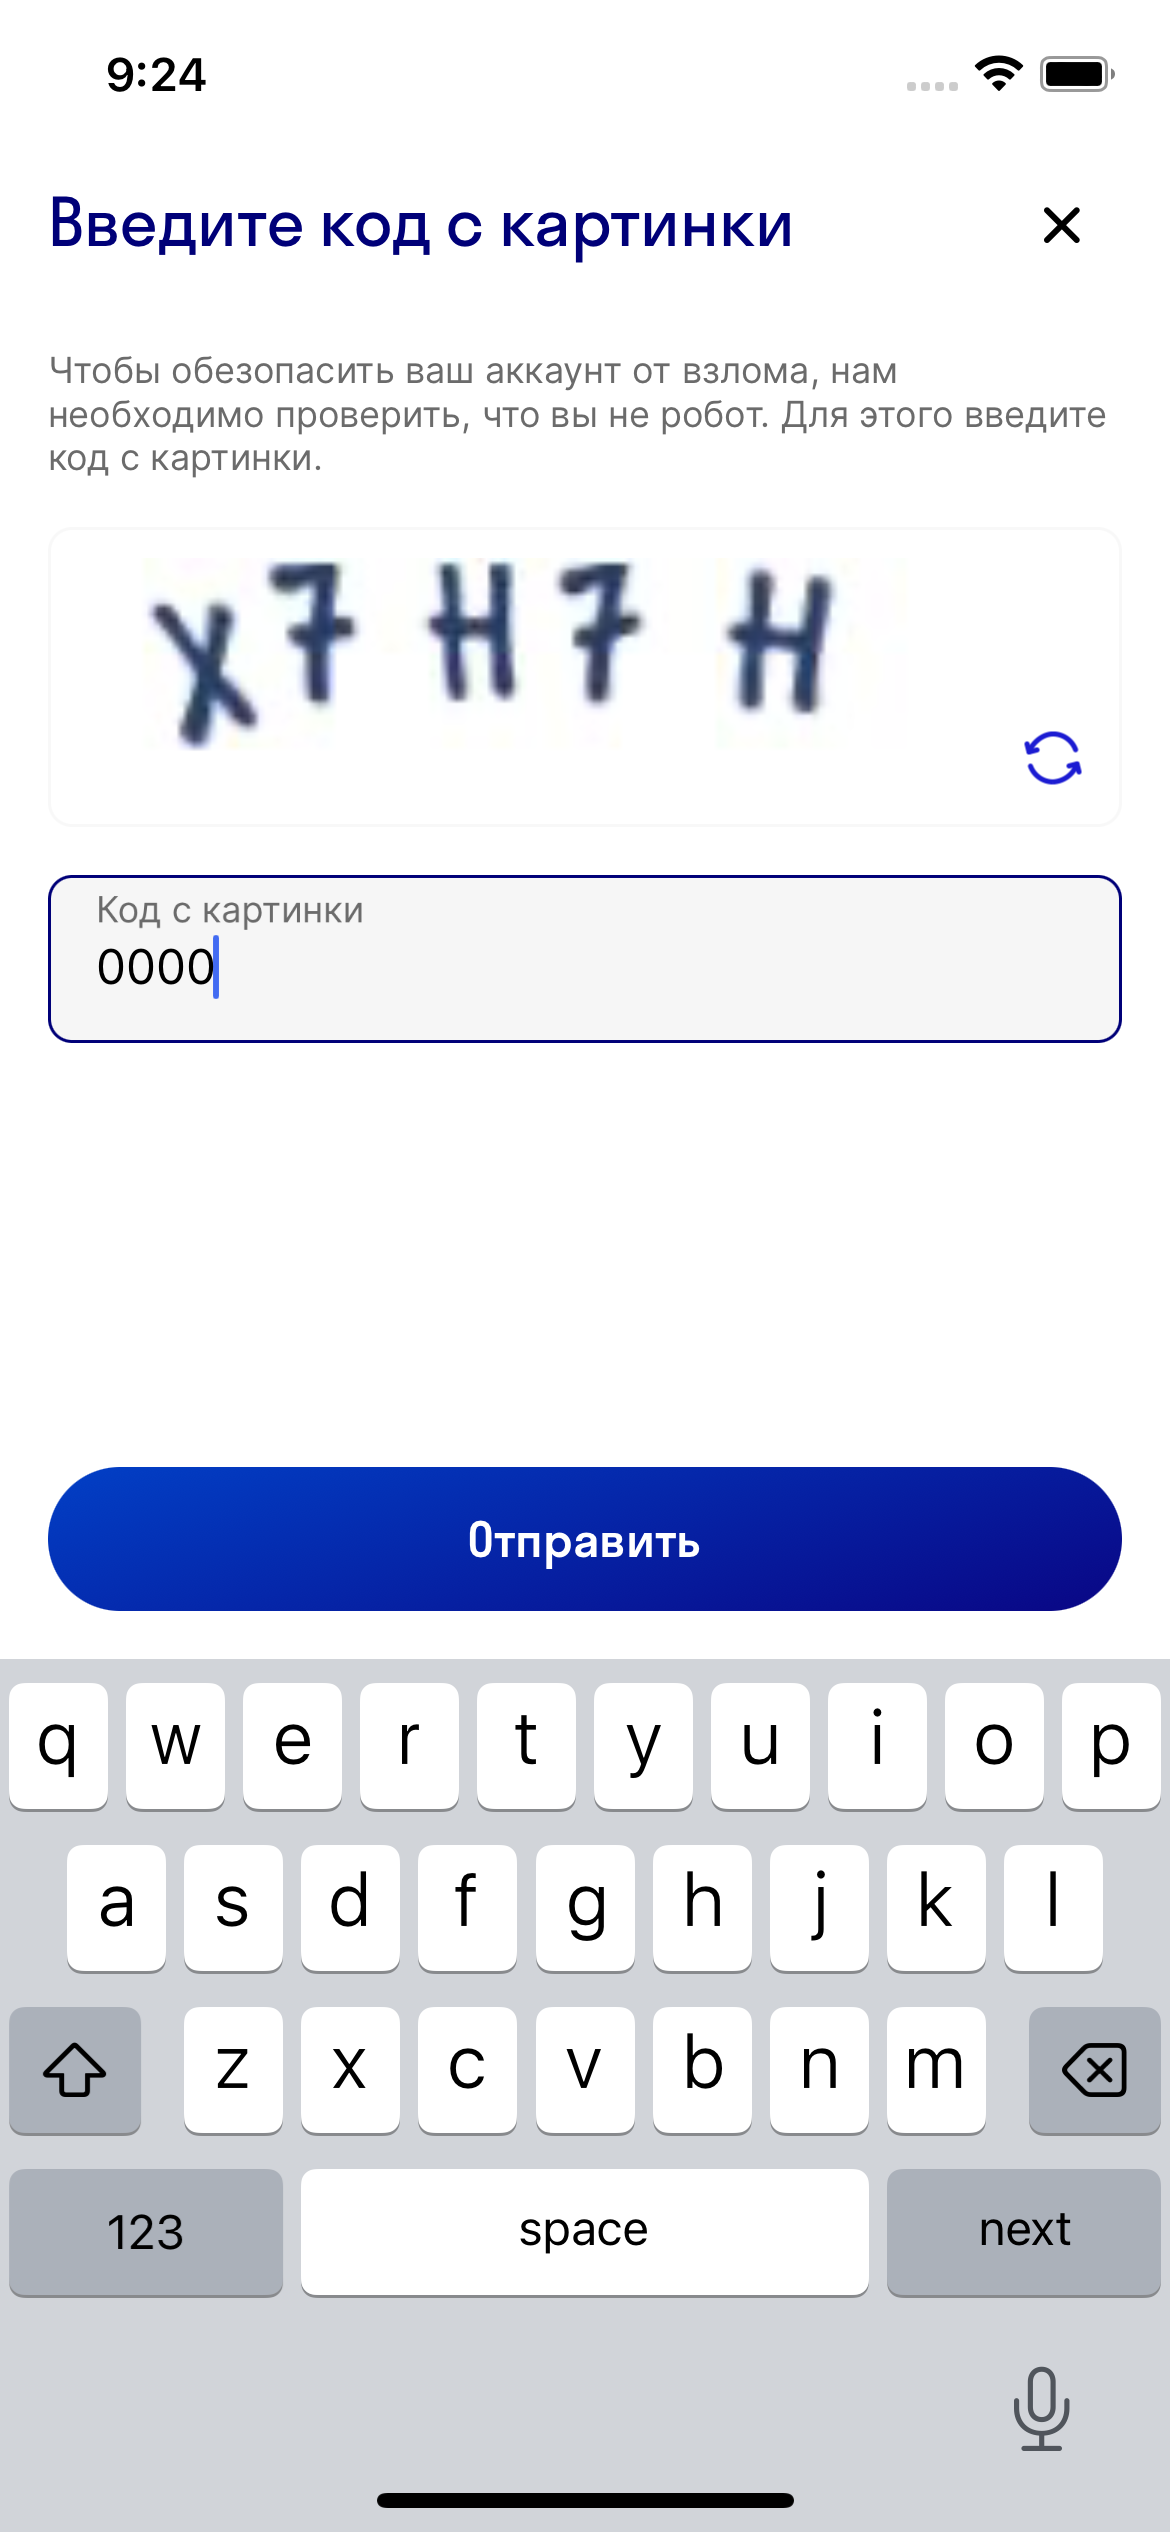 9:24
Введите код с картинки
Чтобы обезопасить ваш аккаунт от взлома, нам
необходимо проверить, что вы не робот. Для этого введите
код с картинки.
X7H7H
Код с картинки
0000
Отправить
q w e r t y u i o p
a s d f g h j k l
z x c v b n m
123 space next